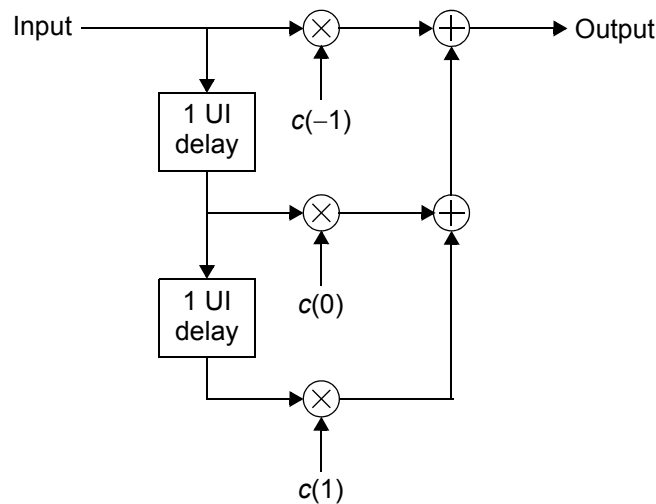 Input
Output
1 UI
delay
c(−1)
1 UI
delay
c(0)
c(1)